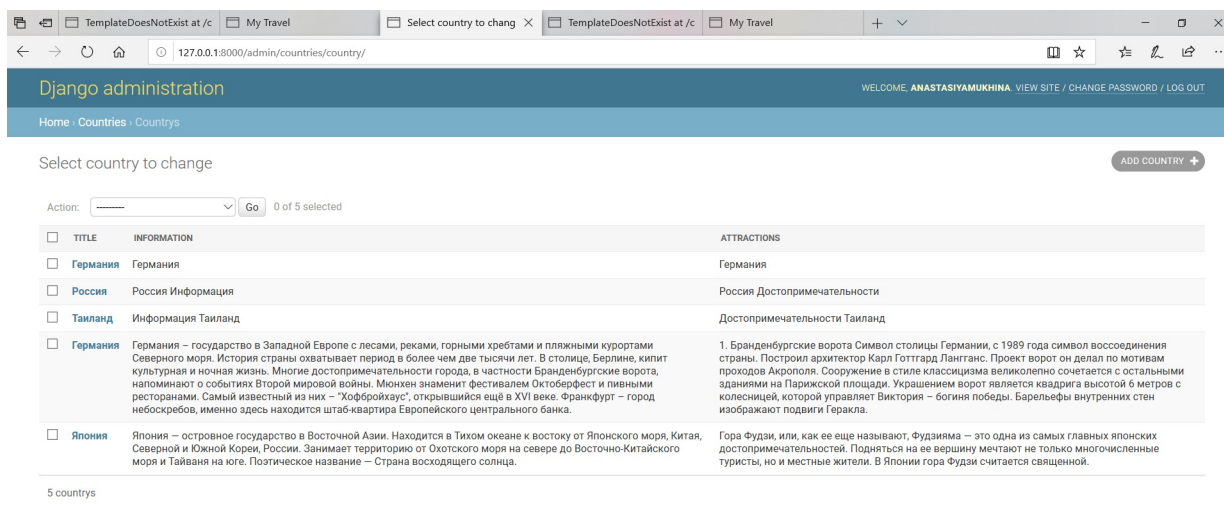 TemplateDoesNotExist at /c My Travel Select country to chang TemplateDoesNotExist at /c My Travel
127.0.0.1:8000/admin/countries/country/
Django administration
WELCOME, ANASTASIYAMUKHINA. VIEW SITE / CHANGE PASSWORD / LOG OUT
Home › Countries › Countrys
Select country to change
ADD COUNTRY
Action: --------- Go 0 of 5 selected
TITLE INFORMATION ATTRACTIONS
Германия Германия Германия
Россия Россия Информация Россия Достопримечательности
Таиланд Информация Таиланд Достопримечательности Таиланд
Германия
Германия – государство в Западной Европе с лесами, реками, горными хребтами и пляжными курортами
Северного моря. История страны охватывает период в более чем две тысячи лет. В столице, Берлине, кипит
культурная и ночная жизнь. Многие достопримечательности города, в частности Бранденбургские ворота,
напоминают о событиях Второй мировой войны. Мюнхен знаменит фестивалем Октоберфест и пивными
ресторанами. Самый известный из них – "Хофбройхаус", открывшийся ещё в XVI веке. Франкфурт – город
небоскребов, именно здесь находится штаб-квартира Европейского центрального банка.
1. Бранденбургские ворота Символ столицы Германии, с 1989 года символ воссоединения
страны. Построил архитектор Карл Готтгард Лангганс. Проект ворот он делал по мотивам
проходов Акрополя. Сооружение в стиле классицизма великолепно сочетается с остальными
зданиями на Парижской площади. Украшением ворот является квадрига высотой 6 метров с
колесницей, которой управляет Виктория – богиня победы. Барельефы внутренних стен
изображают подвиги Геракла.
Япония
Япония — островное государство в Восточной Азии. Находится в Тихом океане к востоку от Японского моря, Китая,
Северной и Южной Кореи, России. Занимает территорию от Охотского моря на севере до Восточно-Китайского
моря и Тайваня на юге. Поэтическое название — Страна восходящего солнца.
Гора Фудзи, или, как ее еще называют, Фудзияма — это одна из самых главных японских
достопримечательностей. Подняться на ее вершину мечтают не только многочисленные
туристы, но и местные жители. В Японии гора Фудзи считается священной.
5 countrys